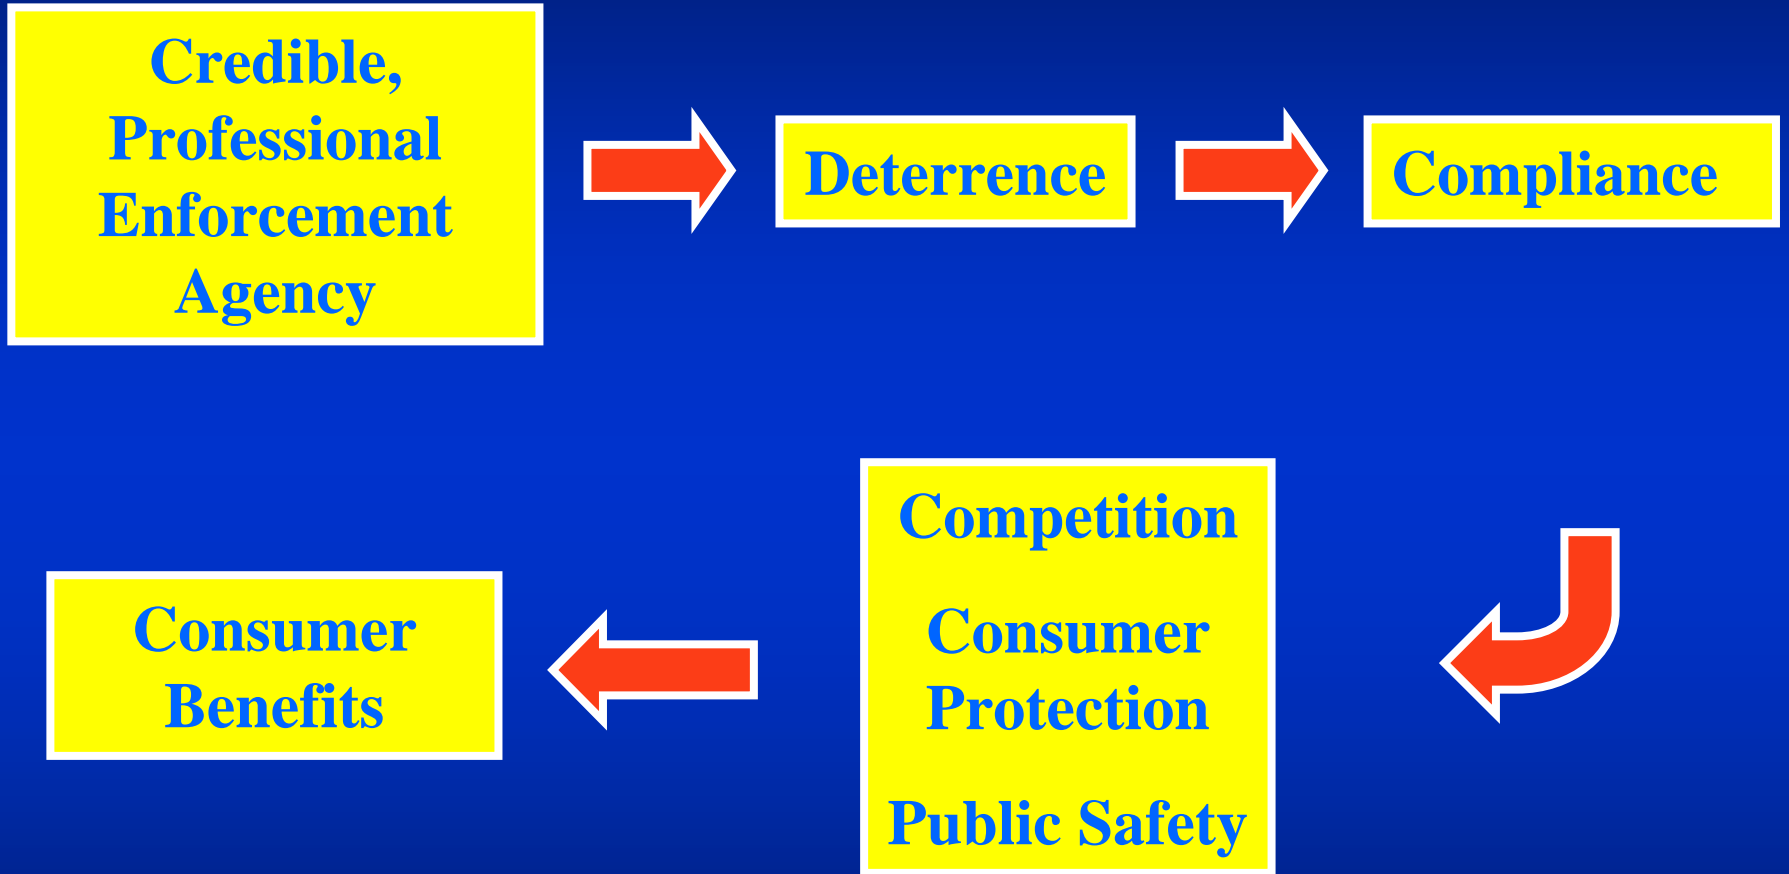 Credible,
Professional
Enforcement
Agency
Deterrence
Compliance
Competition
Consumer
Protection
Public Safety
Consumer
Benefits